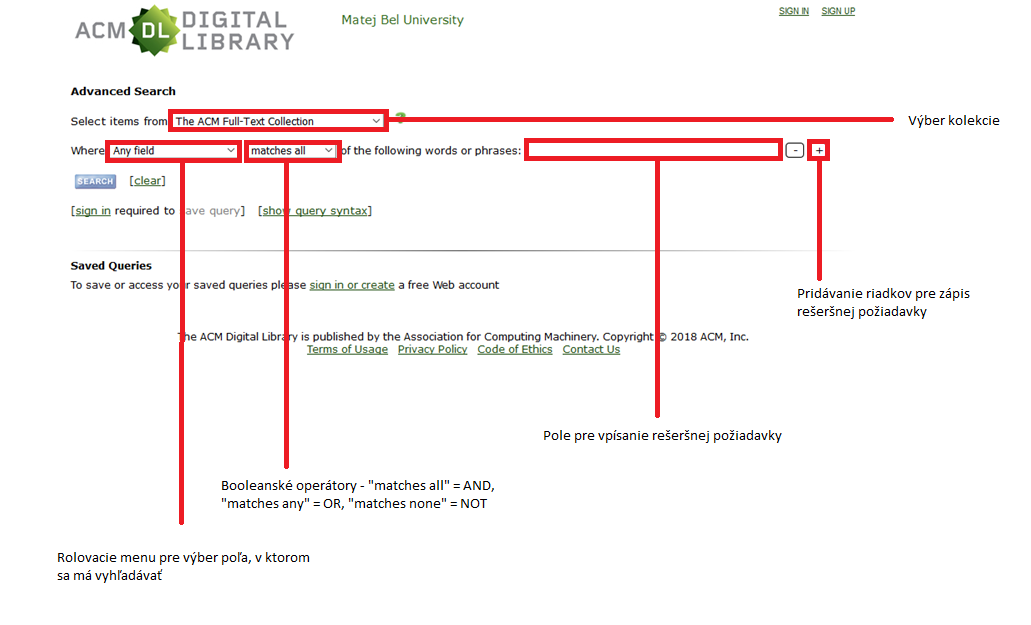 ACM DL DIGITAL LIBRARY
Matej Bel University
SIGN IN SIGN UP
Advanced Search
Select items from The ACM Full-Text Collection ?
Výber kolekcie
Where Any field matches all of the following words or phrases: - +
SEARCH [clear]
[sign in required to save query] [show query syntax]
Saved Queries
To save or access your saved queries please sign in or create a free Web account
Pridávanie riadkov pre zápis
rešeršnej požiadavky
The ACM Digital Library is published by the Association for Computing Machinery. Copyright © 2018 ACM, Inc.
Terms of Usage Privacy Policy Code of Ethics Contact Us
Pole pre vpísanie rešeršnej požiadavky
Booleanské operátory - "matches all" = AND,
"matches any" = OR, "matches none" = NOT
Rolovacie menu pre výber poľa, v ktorom
sa má vyhľadávať